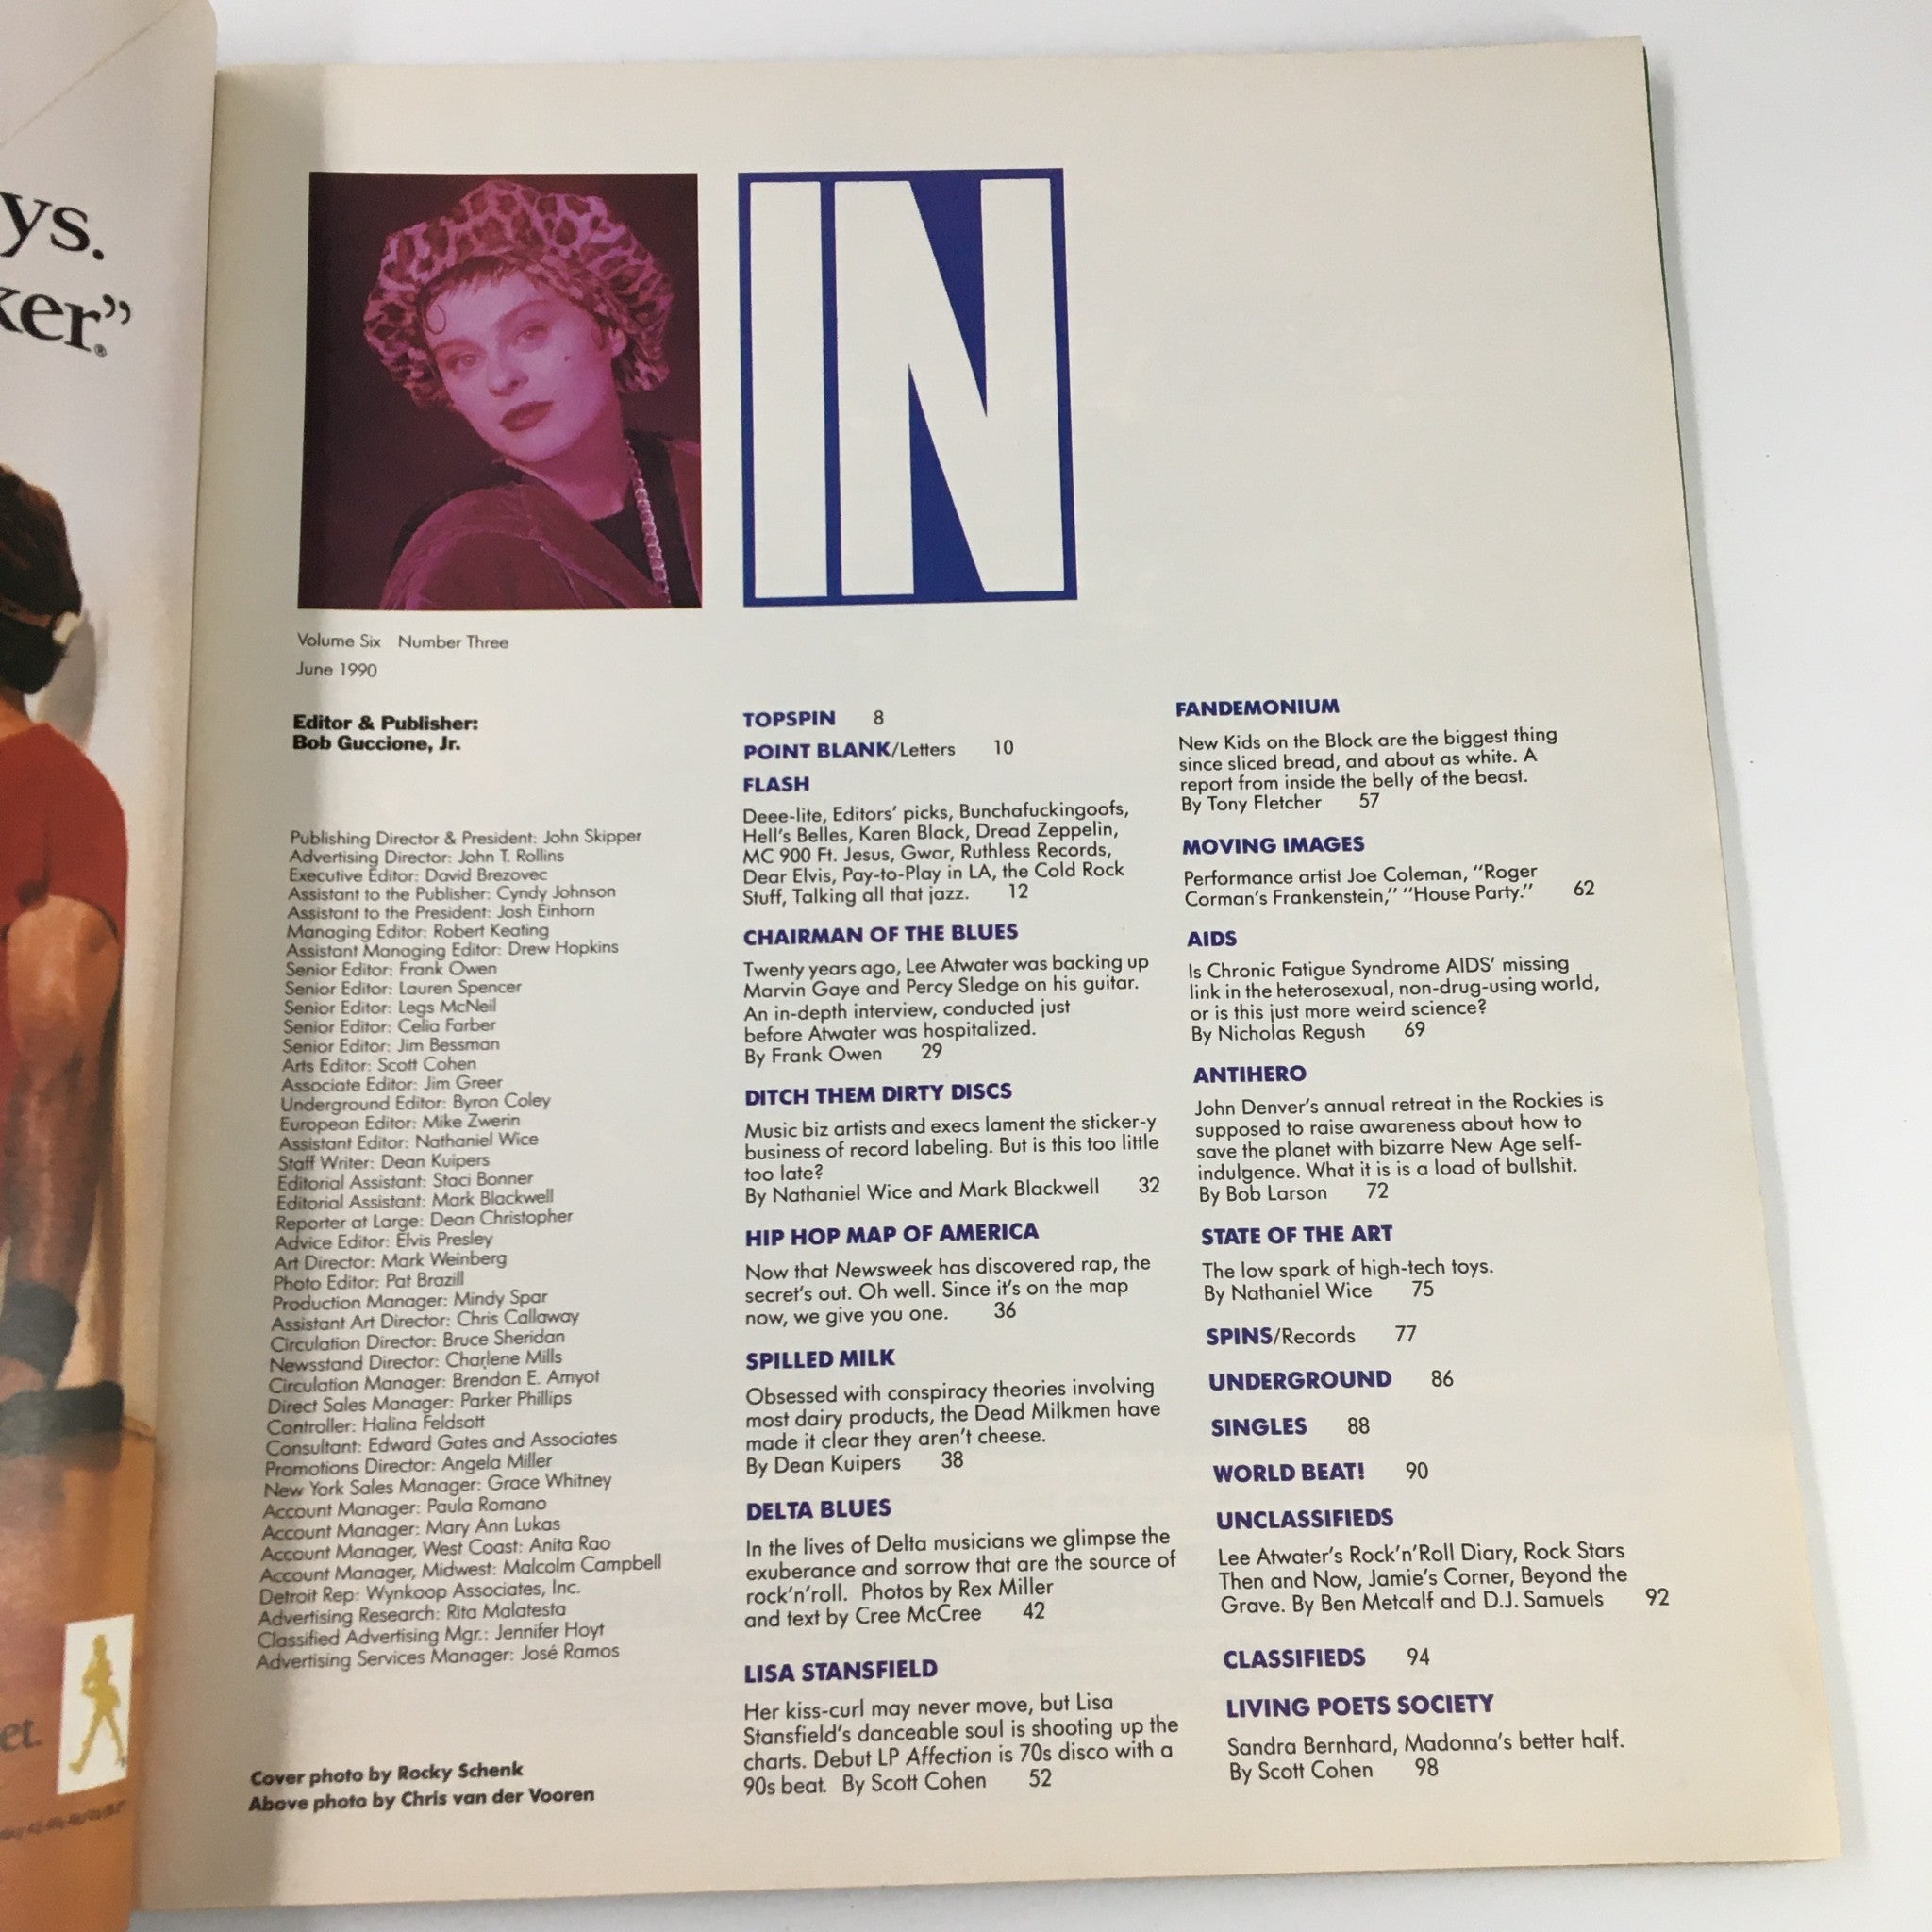 ys.
ker."®
et.
IN
Volume Six Number Three
June 1990
Editor & Publisher:
Bob Guccione, Jr.
Publishing Director & President: John Skipper
Advertising Director: John T. Rollins
Executive Editor: David Brezovec
Assistant to the Publisher: Cyndy Johnson
Assistant to the President: Josh Einhorn
Managing Editor: Robert Keating
Assistant Managing Editor: Drew Hopkins
Senior Editor: Frank Owen
Senior Editor: Lauren Spencer
Senior Editor: Legs McNeil
Senior Editor: Celia Farber
Senior Editor: Jim Bessman
Arts Editor: Scott Cohen
Associate Editor: Jim Greer
Underground Editor: Byron Coley
European Editor: Mike Zwerin
Assistant Editor: Nathaniel Wice
Staff Writer: Dean Kuipers
Editorial Assistant: Staci Bonner
Editorial Assistant: Mark Blackwell
Reporter at Large: Dean Christopher
Advice Editor: Elvis Presley
Art Director: Mark Weinberg
Photo Editor: Pat Brazill
Production Manager: Mindy Spar
Assistant Art Director: Chris Callaway
Circulation Director: Bruce Sheridan
Newsstand Director: Charlene Mills
Circulation Manager: Brendan E. Amyot
Direct Sales Manager: Parker Phillips
Controller: Halina Feldsott
Consultant: Edward Gates and Associates
Promotions Director: Angela Miller
New York Sales Manager: Grace Whitney
Account Manager: Paula Romano
Account Manager: Mary Ann Lukas
Account Manager, West Coast: Anita Rao
Account Manager, Midwest: Malcolm Campbell
Detroit Rep: Wynkoop Associates, Inc.
Advertising Research: Rita Malatesta
Classified Advertising Mgr.: Jennifer Hoyt
Advertising Services Manager: José Ramos
Cover photo by Rocky Schenk
Above photo by Chris van der Vooren
TOPSPIN 8
POINT BLANK/Letters 10
FLASH
Deee-lite, Editors' picks, Bunchafuckingoofs,
Hell's Belles, Karen Black, Dread Zeppelin,
MC 900 Ft. Jesus, Gwar, Ruthless Records,
Dear Elvis, Pay-to-Play in LA, the Cold Rock
Stuff, Talking all that jazz. 12
CHAIRMAN OF THE BLUES
Twenty years ago, Lee Atwater was backing up
Marvin Gaye and Percy Sledge on his guitar.
An in-depth interview, conducted just
before Atwater was hospitalized.
By Frank Owen 29
DITCH THEM DIRTY DISCS
Music biz artists and execs lament the sticker-y
business of record labeling. But is this too little
too late?
By Nathaniel Wice and Mark Blackwell 32
HIP HOP MAP OF AMERICA
Now that Newsweek has discovered rap, the
secret's out. Oh well. Since it's on the map
now, we give you one. 36
SPILLED MILK
Obsessed with conspiracy theories involving
most dairy products, the Dead Milkmen have
made it clear they aren't cheese.
By Dean Kuipers 38
DELTA BLUES
In the lives of Delta musicians we glimpse the
exuberance and sorrow that are the source of
rock'n'roll. Photos by Rex Miller
and text by Cree McCree 42
LISA STANSFIELD
Her kiss-curl may never move, but Lisa
Stansfield's danceable soul is shooting up the
charts. Debut LP Affection is 70s disco with a
90s beat. By Scott Cohen 52
FANDEMONIUM
New Kids on the Block are the biggest thing
since sliced bread, and about as white. A
report from inside the belly of the beast.
By Tony Fletcher 57
MOVING IMAGES
Performance artist Joe Coleman, "Roger
Corman's Frankenstein," "House Party." 62
AIDS
Is Chronic Fatigue Syndrome AIDS' missing
link in the heterosexual, non-drug-using world,
or is this just more weird science?
By Nicholas Regush 69
ANTIHERO
John Denver's annual retreat in the Rockies is
supposed to raise awareness about how to
save the planet with bizarre New Age self-
indulgence. What it is is a load of bullshit.
By Bob Larson 72
STATE OF THE ART
The low spark of high-tech toys.
By Nathaniel Wice 75
SPINS/Records 77
UNDERGROUND 86
SINGLES 88
WORLD BEAT! 90
UNCLASSIFIEDS
Lee Atwater's Rock'n'Roll Diary, Rock Stars
Then and Now, Jamie's Corner, Beyond the
Grave. By Ben Metcalf and D.J. Samuels 92
CLASSIFIEDS 94
LIVING POETS SOCIETY
Sandra Bernhard, Madonna's better half.
By Scott Cohen 98